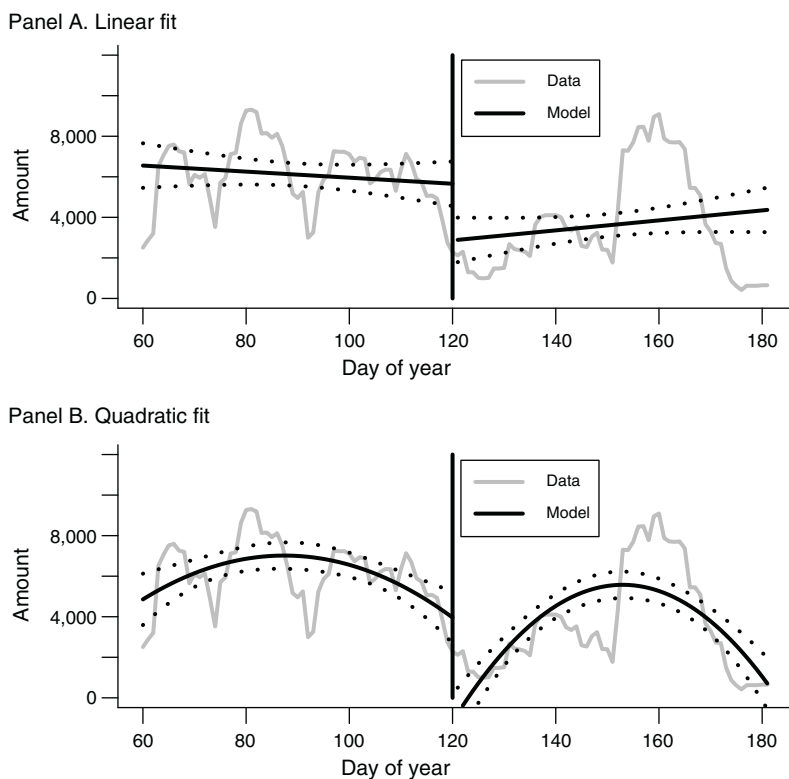 Panel A. Linear fit
Data
Model
Amount
8,000
4,000
0
60 80 100 120 140 160 180
Day of year
Panel B. Quadratic fit
Data
Model
Amount
8,000
4,000
0
60 80 100 120 140 160 180
Day of year